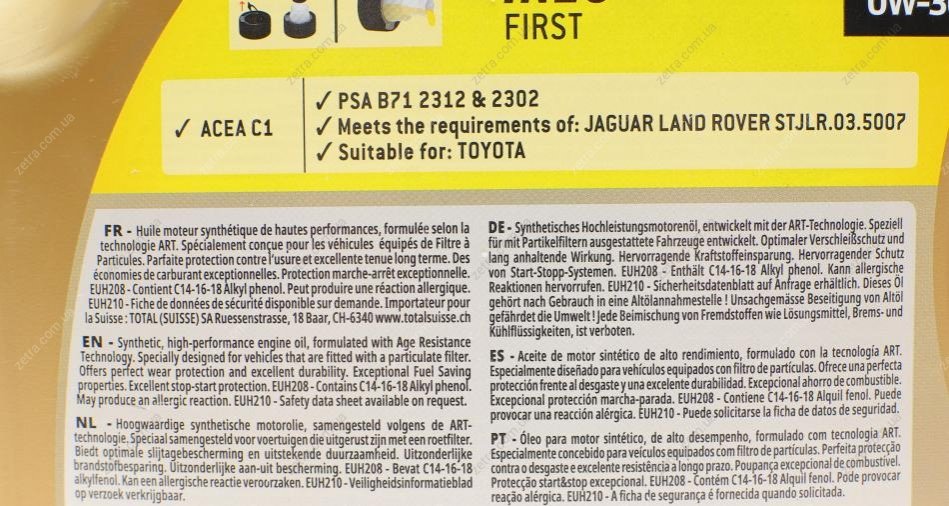 FIRST
0W-3
✓ ACEA C1
✓ PSA B71 2312 & 2302
✓ Meets the requirements of: JAGUAR LAND ROVER STJLR.03.5007
✓ Suitable for: TOYOTA
FR - Huile moteur synthétique de hautes performances, formulée selon la
technologie ART. Spécialement conçue pour les véhicules équipés de Filtre à
Particules. Parfaite protection contre l'usure et excellente tenue long terme. Des
économies de carburant exceptionnelles. Protection marche-arrêt exceptionnelle.
EUH208 - Contient C14-16-18 Alkyl phenol. Peut produire une réaction allergique.
EUH210 - Fiche de données de sécurité disponible sur demande. Importateur pour
la Suisse : TOTAL (SUISSE) SA Ruessenstrasse, 18 Baar, CH-6340 www.totalsuisse.ch
EN - Synthetic, high-performance engine oil, formulated with Age Resistance
Technology. Specially designed for vehicles that are fitted with a particulate filter.
Offers perfect wear protection and excellent durability. Exceptional Fuel Saving
properties. Excellent stop-start protection. EUH208 - Contains C14-16-18 Alkyl phenol.
May produce an allergic reaction. EUH210 - Safety data sheet available on request.
NL - Hoogwaardige synthetische motorolie, samengesteld volgens de ART-
technologie. Speciaal samengesteld voor voertuigen die uitgerust zijn met een roetfilter.
Biedt optimale slijtagebescherming en uitstekende duurzaamheid. Uitzonderlijke
brandstofbesparing. Uitzonderlijke aan-uit bescherming. EUH208 - Bevat C14-16-18
alkylfenol. Kan een allergische reactie veroorzaken. EUH210 - Veiligheidsinformatieblad
op verzoek verkrijgbaar.
DE - Synthetisches Hochleistungsmotorenöl, entwickelt mit der ART-Technologie. Speziell
für mit Partikelfiltern ausgestattete Fahrzeuge entwickelt. Optimaler Verschleißschutz und
lang anhaltende Wirkung. Hervorragende Kraftstoffeinsparung. Hervorragender Schutz
von Start-Stopp-Systemen. EUH208 - Enthält C14-16-18 Alkyl phenol. Kann allergische
Reaktionen hervorrufen. EUH210 - Sicherheitsdatenblatt auf Anfrage erhältlich. Dieses Öl
gehört nach Gebrauch in eine Altölannahmestelle ! Unsachgemässe Beseitigung von Altöl
gefährdet die Umwelt ! Jede Beimischung von Fremdstoffen wie Lösungsmittel, Brems- und
Kühlflüssigkeiten, ist verboten.
ES - Aceite de motor sintético de alto rendimiento, formulado con la tecnología ART.
Especialmente diseñado para vehículos equipados con filtro de partículas. Ofrece una perfecta
protección frente al desgaste y una excelente durabilidad. Excepcional ahorro de combustible.
Excepcional protección marcha-parada. EUH208 - Contiene C14-16-18 Alquil fenol. Puede
provocar una reacción alérgica. EUH210 - Puede solicitarse la ficha de datos de seguridad.
PT - Óleo para motor sintético, de alto desempenho, formulado com tecnologia ART.
Especialmente concebido para veículos equipados com filtro de partículas. Perfeita protecção
contra o desgaste e excelente resistência a longo prazo. Poupança excepcional de combustível.
Protecção start&stop excepcional. EUH208 - Contém C14-16-18 Alquil fenol. Pode provocar
reação alérgica. EUH210 - A ficha de segurança é fornecida quando solicitada.
zetra.com.ua